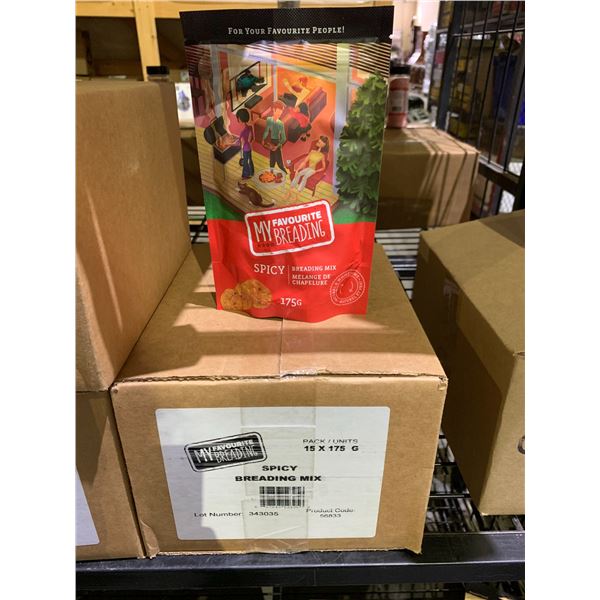 FOR YOUR FAVOURITE PEOPLE!
MY FAVOURITE
BREADING
SPICY
BREADING MIX
MÉLANGE DE
CHAPELURE
175G
MY FAVOURITE
BREADING
PACK / UNITS
15 X 175 G
SPICY
BREADING MIX
Lot Number: 343035
Product Code:
56833